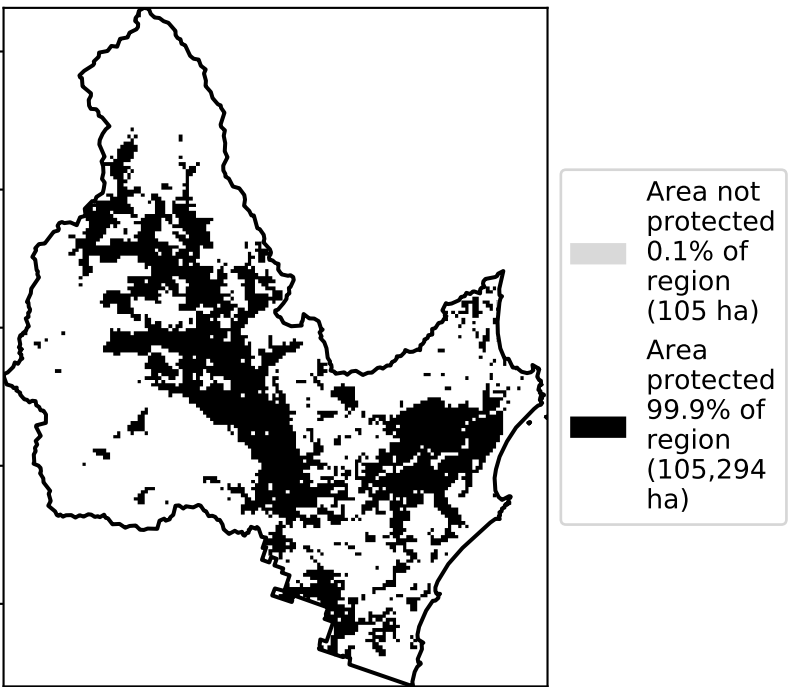 Area not
protected
0.1% of
region
(105 ha)
Area
protected
99.9% of
region
(105,294
ha)